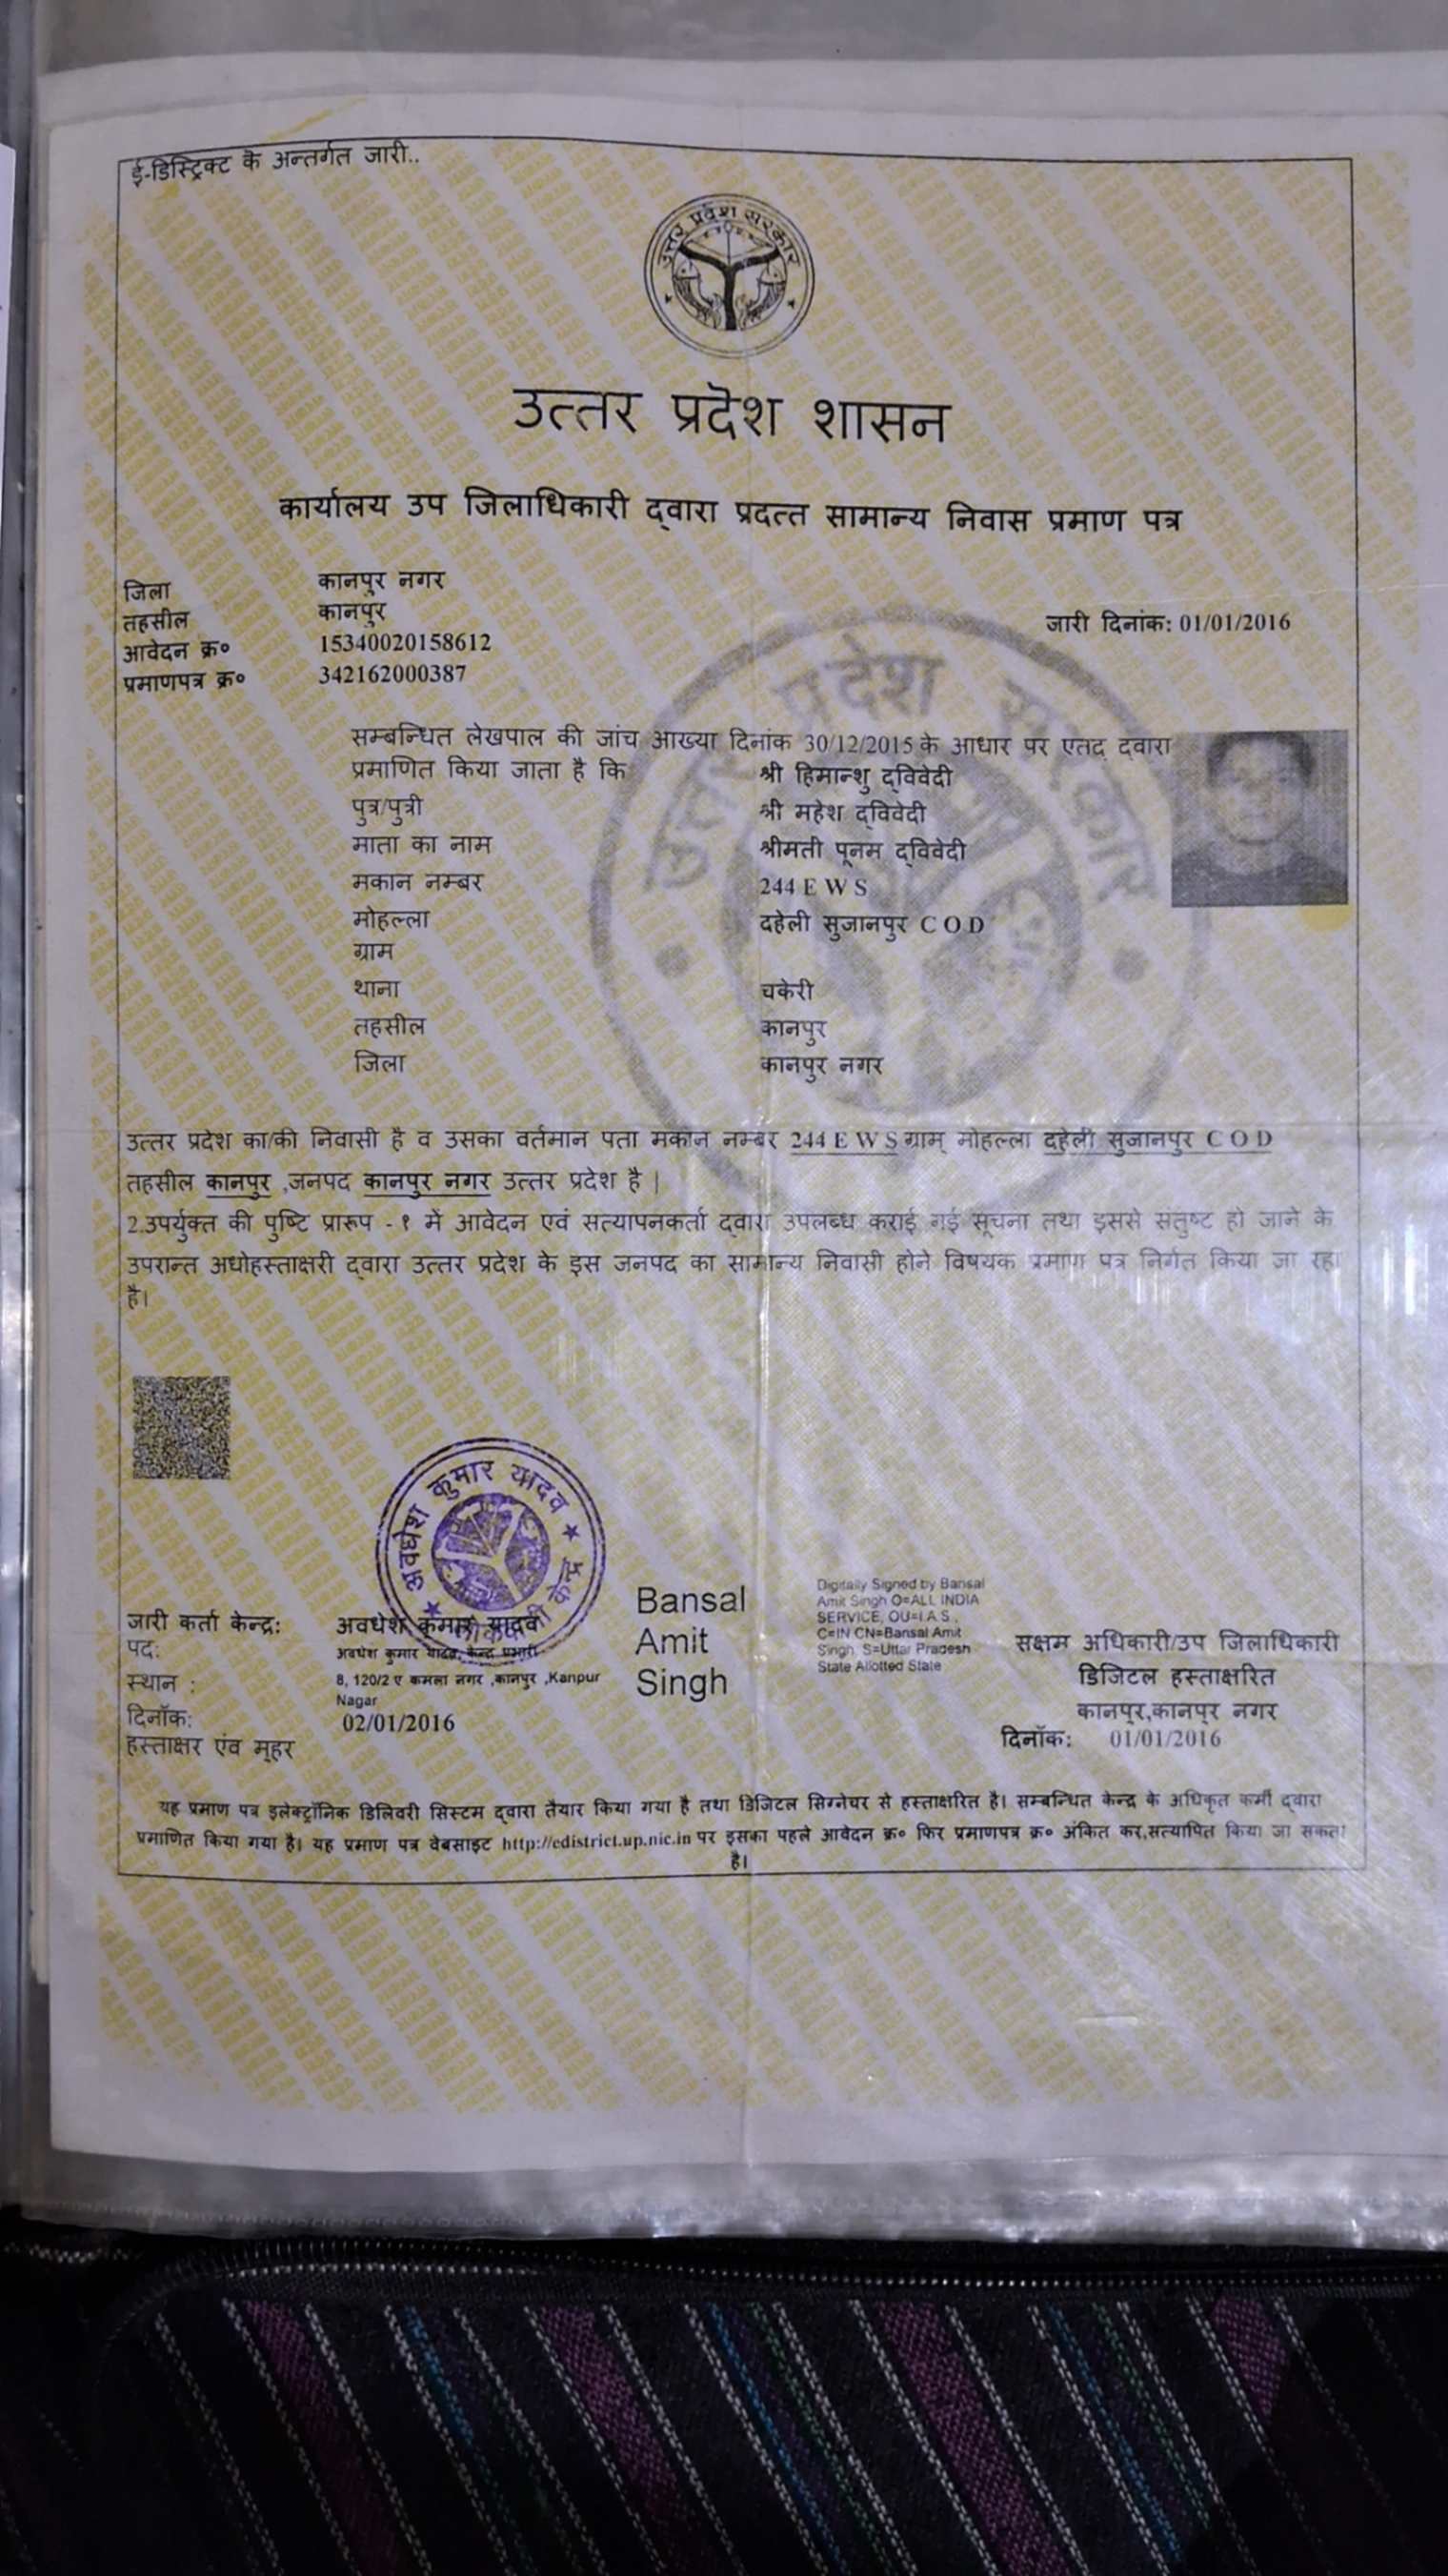 ई-डिस्ट्रिक्ट के अन्तर्गत जारी..
उत्तर प्रदेश सरकार
उत्तर प्रदेश शासन
कार्यालय उप जिलाधिकारी द्वारा प्रदत्त सामान्य निवास प्रमाण पत्र
जिला कानपुर नगर
तहसील कानपुर
जारी दिनांक: 01/01/2016
आवेदन क्र० 15340020158612
प्रमाणपत्र क्र० 342162000387
सम्बन्धित लेखपाल की जांच आख्या दिनांक 30/12/2015 के आधार पर एतद द्वारा
प्रमाणित किया जाता है कि श्री हिमान्शु द्विवेदी
पुत्र/पुत्री श्री महेश द्विवेदी
माता का नाम श्रीमती पूनम द्विवेदी
मकान नम्बर 244 E W S
मोहल्ला दहेली सुजानपुर C O D
ग्राम
थाना चकेरी
तहसील कानपुर
जिला कानपुर नगर
उत्तर प्रदेश का/की निवासी है व उसका वर्तमान पता मकान नम्बर 244 E W S ग्राम् मोहल्ला दहेली सुजानपुर C O D
तहसील कानपुर ,जनपद कानपुर नगर उत्तर प्रदेश है |
2.उपर्युक्त की पुष्टि प्रारूप -१ में आवेदन एवं सत्यापनकर्ता द्वारा उपलब्ध कराई गई सूचना तथा इससे संतुष्ट हो जाने के
उपरान्त अधोहस्ताक्षरी द्वारा उत्तर प्रदेश के इस जनपद का सामान्य निवासी होने विषयक प्रमाण पत्र निर्गत किया जा रहा
है।
अवधेश कुमार यादव
Bansal
Amit
Singh
Digitally Signed by Bansal
Amit Singh O=ALL INDIA
SERVICE, OU=I.A.S.,
C=IN CN=Bansal Amit
Singh, S=Uttar Pradesh
State Allotted State
जारी कर्ता केन्द्र: अवधेश कुमार यादव
पद: अवधेश कुमार यादव, केन्द्र प्रभारी
स्थान : 8, 120/2 ए कमला नगर ,कानपुर ,Kanpur
Nagar
दिनॉक: 02/01/2016
हस्ताक्षर एंव मुहर
सक्षम अधिकारी/उप जिलाधिकारी
डिजिटल हस्ताक्षरित
कानपुर,कानपुर नगर
दिनॉक: 01/01/2016
यह प्रमाण पत्र इलेक्ट्रॉनिक डिलिवरी सिस्टम द्वारा तैयार किया गया है तथा डिजिटल सिग्नेचर से हस्ताक्षरित है। सम्बन्धित केन्द्र के अधिकृत कर्मी द्वारा
प्रमाणित किया गया है। यह प्रमाण पत्र वेबसाइट http://edistrict.up.nic.in पर इसका पहले आवेदन क्र० फिर प्रमाणपत्र क्र० अंकित कर,सत्यापित किया जा सकता
है।